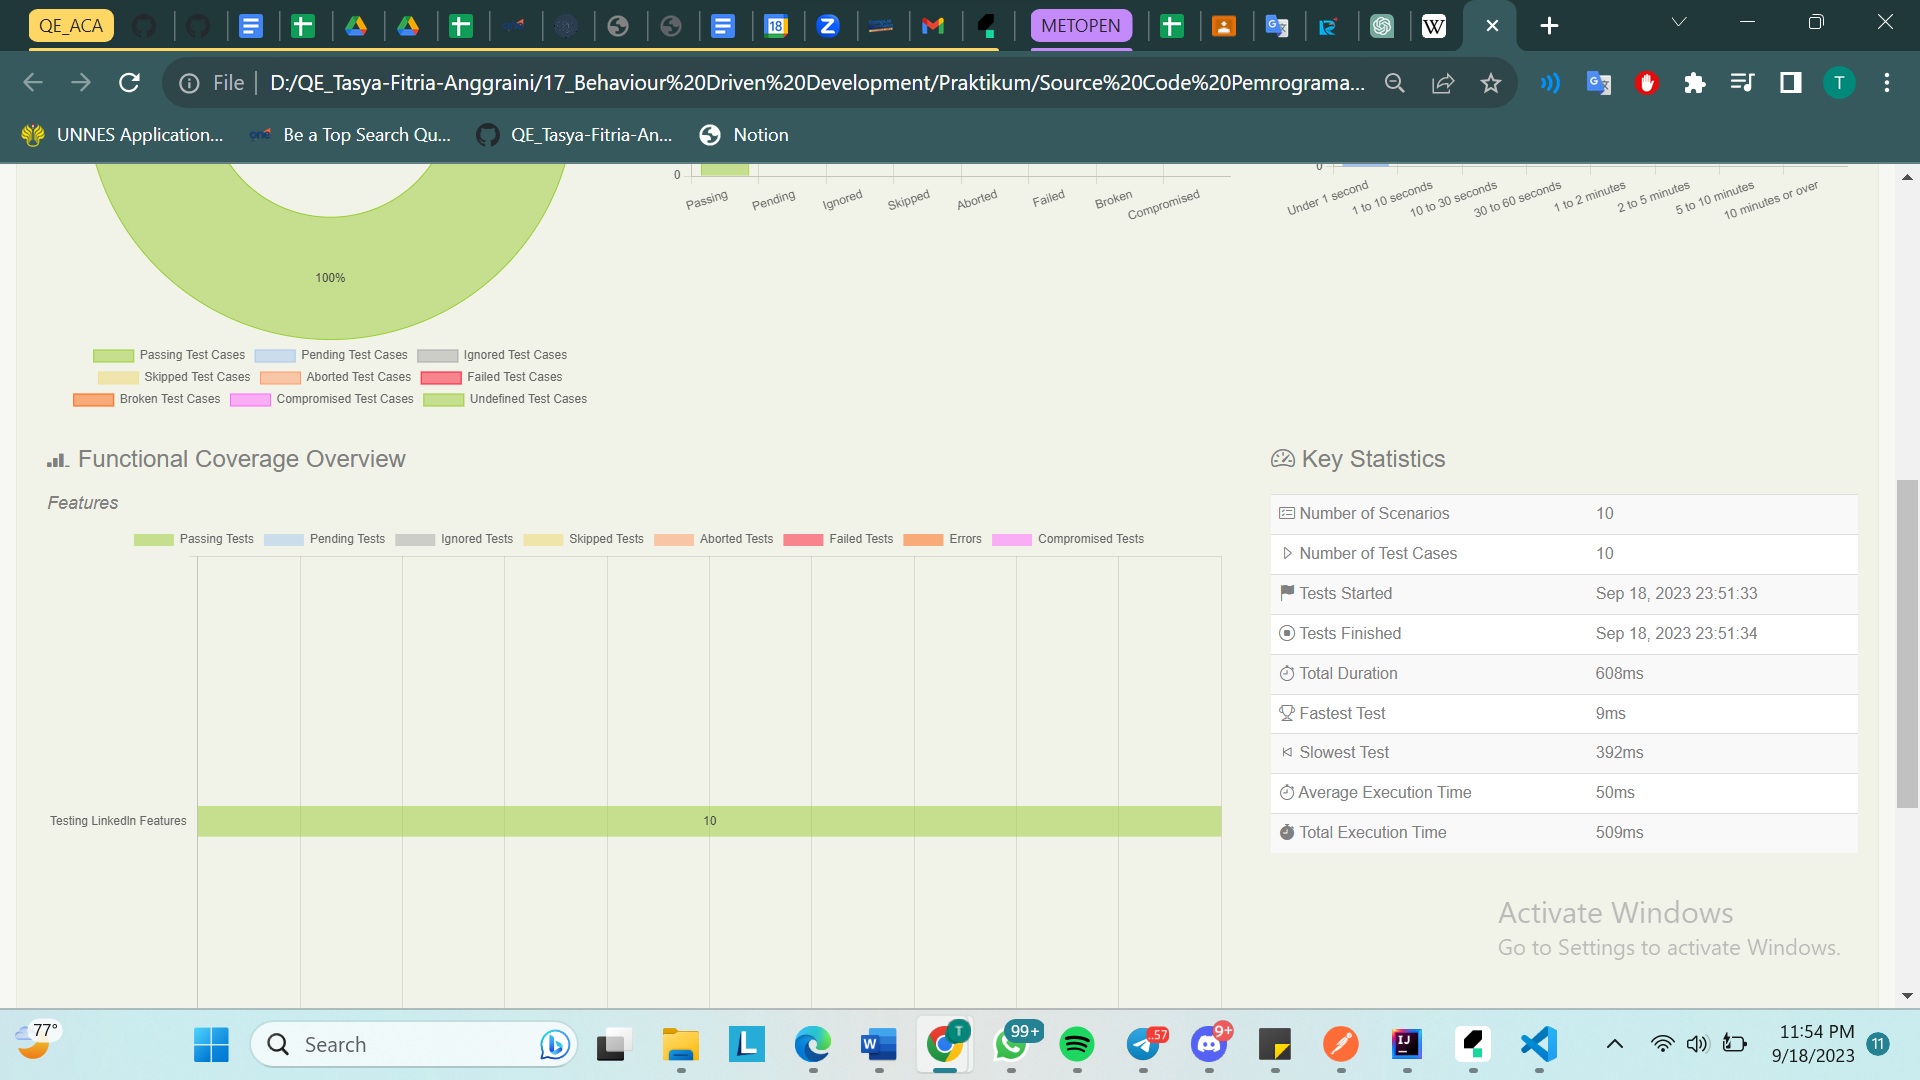 QE_ACA
METOPEN
File
D:/QE_Tasya-Fitria-Anggraini/17_Behaviour%20Driven%20Development/Praktikum/Source%20Code%20Pemrograma...
T
UNNES Application...
Be a Top Search Qu...
QE_Tasya-Fitria-An...
Notion
0
Passing
Pending
Ignored
Skipped
Aborted
Failed
Broken
Compromised
0
Under 1 second
1 to 10 seconds
10 to 30 seconds
30 to 60 seconds
1 to 2 minutes
2 to 5 minutes
5 to 10 minutes
10 minutes or over
100%
Passing Test Cases Pending Test Cases Ignored Test Cases
Skipped Test Cases Aborted Test Cases Failed Test Cases
Broken Test Cases Compromised Test Cases Undefined Test Cases
Functional Coverage Overview
Features
Passing Tests Pending Tests Ignored Tests Skipped Tests Aborted Tests Failed Tests Errors Compromised Tests
Testing LinkedIn Features
10
Key Statistics
Number of Scenarios 10
Number of Test Cases 10
Tests Started Sep 18, 2023 23:51:33
Tests Finished Sep 18, 2023 23:51:34
Total Duration 608ms
Fastest Test 9ms
Slowest Test 392ms
Average Execution Time 50ms
Total Execution Time 509ms
Activate Windows
Go to Settings to activate Windows.
77°
Search
T
99+
..57
9+
11:54 PM
9/18/2023
11